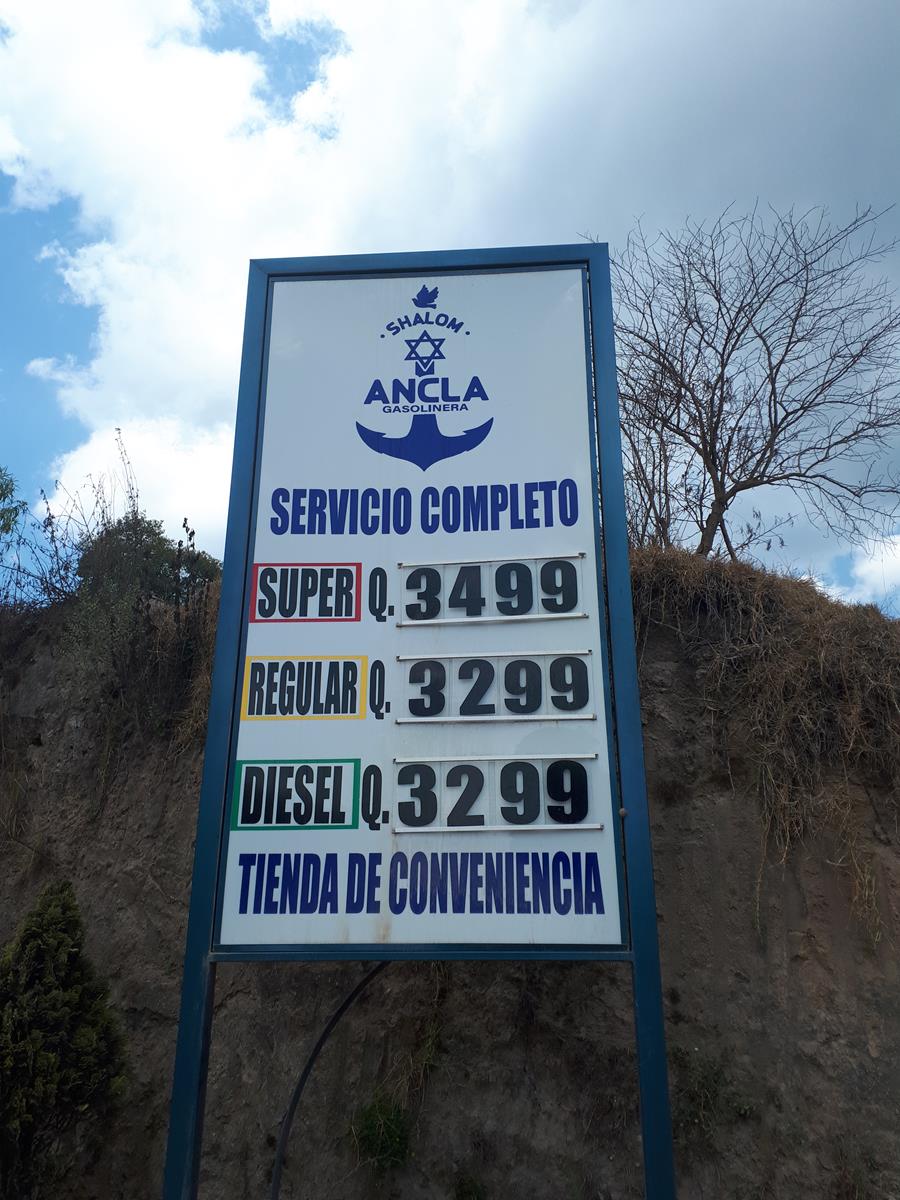 SHALOM
ANCLA
GASOLINERA
SERVICIO COMPLETO
SUPER Q. 3499
REGULAR Q. 3299
DIESEL Q. 3299
TIENDA DE CONVENIENCIA